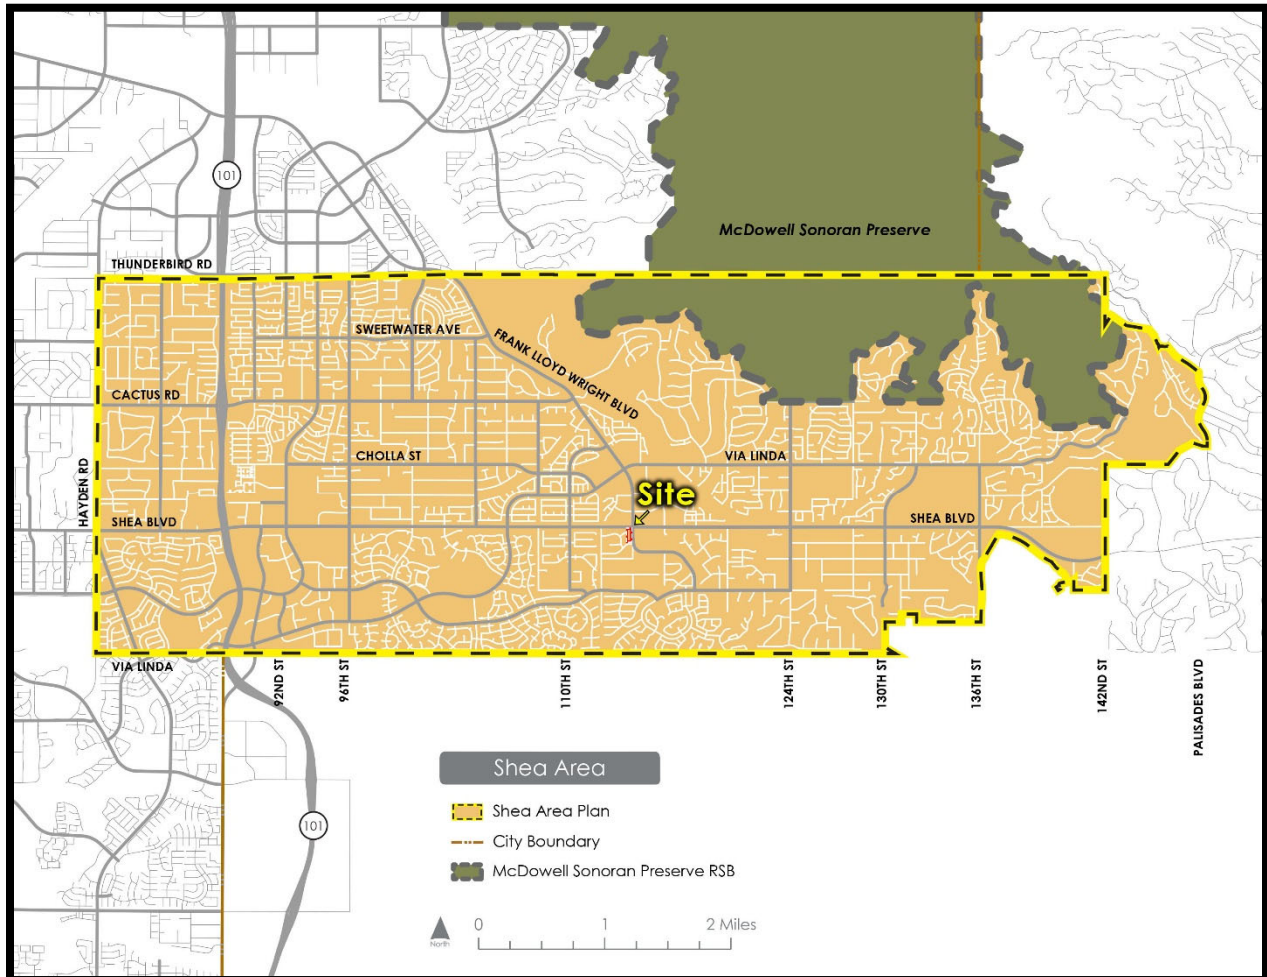 101
McDowell Sonoran Preserve
THUNDERBIRD RD
SWEETWATER AVE
FRANK LLOYD WRIGHT BLVD
CACTUS RD
CHOLLA ST
VIA LINDA
HAYDEN RD
Site
SHEA BLVD
SHEA BLVD
VIA LINDA
92ND ST
96TH ST
110TH ST
124TH ST
130TH ST
136TH ST
142ND ST
PALISADES BLVD
Shea Area
Shea Area Plan
101
City Boundary
McDowell Sonoran Preserve RSB
North
0 1 2 Miles